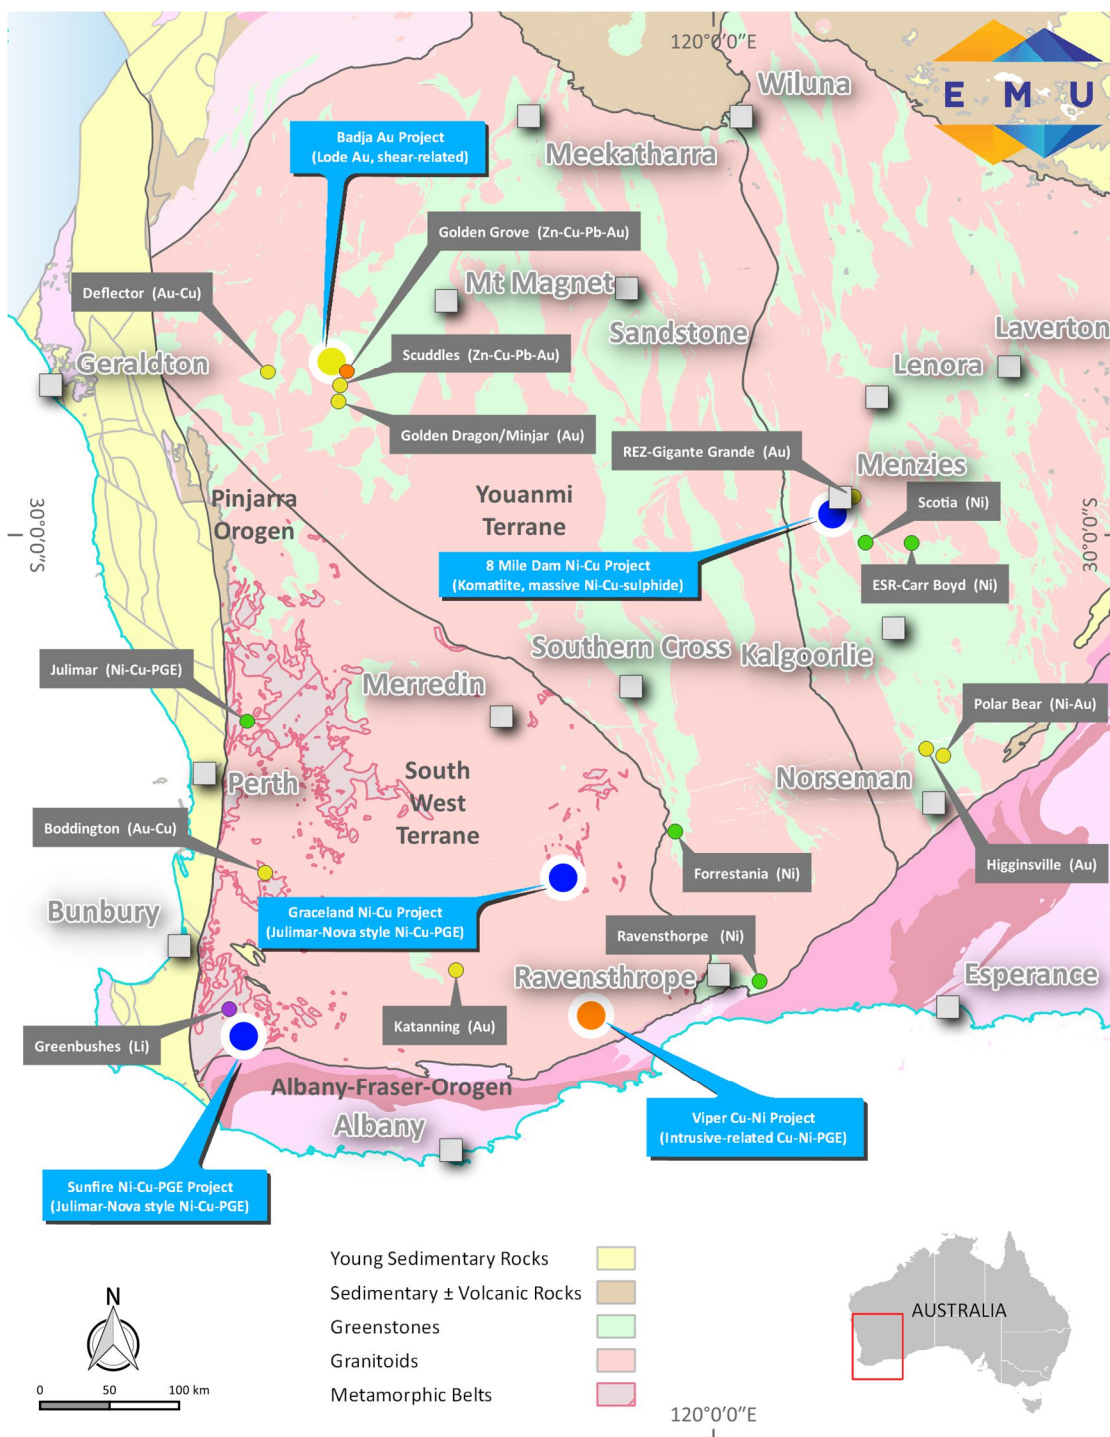 120°0'0"E
EMU
Wiluna
Badja Au Project
(Lode Au, shear-related)
Meekatharra
Golden Grove (Zn-Cu-Pb-Au)
Mt Magnet
Deflector (Au-Cu)
Sandstone
Laverton
Geraldton
Scuddles (Zn-Cu-Pb-Au)
Lenora
Golden Dragon/Minjar (Au)
REZ-Gigante Grande (Au)
Menzies
Pinjarra
Orogen
Youanmi
Terrane
Scotia (Ni)
30°0'0"S
30°0'0"S
8 Mile Dam Ni-Cu Project
(Komatiite, massive Ni-Cu-sulphide)
ESR-Carr Boyd (Ni)
Southern Cross
Kalgoorlie
Julimar (Ni-Cu-PGE)
Merredin
Polar Bear (Ni-Au)
Perth
South
West
Terrane
Norseman
Boddington (Au-Cu)
Higginsville (Au)
Forrestania (Ni)
Bunbury
Graceland Ni-Cu Project
(Julimar-Nova style Ni-Cu-PGE)
Ravensthorpe (Ni)
Ravensthrope
Esperance
Katanning (Au)
Greenbushes (Li)
Albany-Fraser-Orogen
Albany
Viper Cu-Ni Project
(Intrusive-related Cu-Ni-PGE)
Sunfire Ni-Cu-PGE Project
(Julimar-Nova style Ni-Cu-PGE)
Young Sedimentary Rocks
Sedimentary ± Volcanic Rocks
Greenstones
Granitoids
Metamorphic Belts
N
0 50 100 km
AUSTRALIA
120°0'0"E